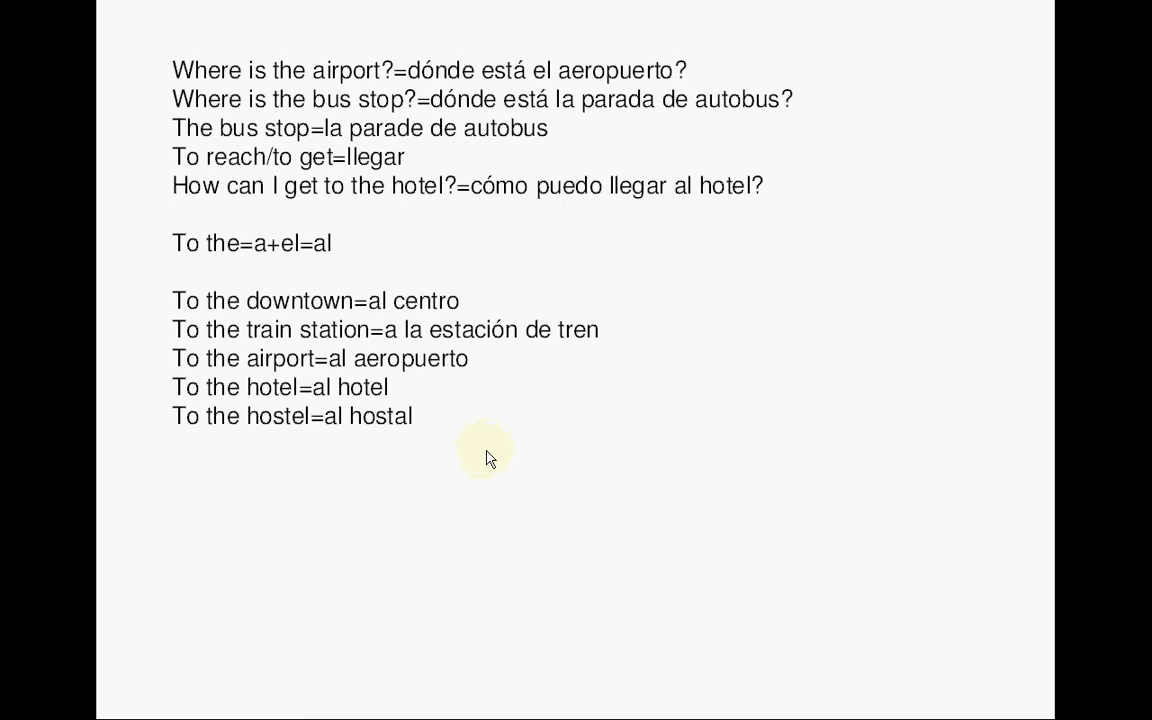 Where is the airport?=dónde está el aeropuerto?
Where is the bus stop?=dónde está la parada de autobus?
The bus stop=la parade de autobus
To reach/to get=llegar
How can I get to the hotel?=cómo puedo llegar al hotel?
To the=a+el=al
To the downtown=al centro
To the train station=a la estación de tren
To the airport=al aeropuerto
To the hotel=al hotel
To the hostel=al hostal